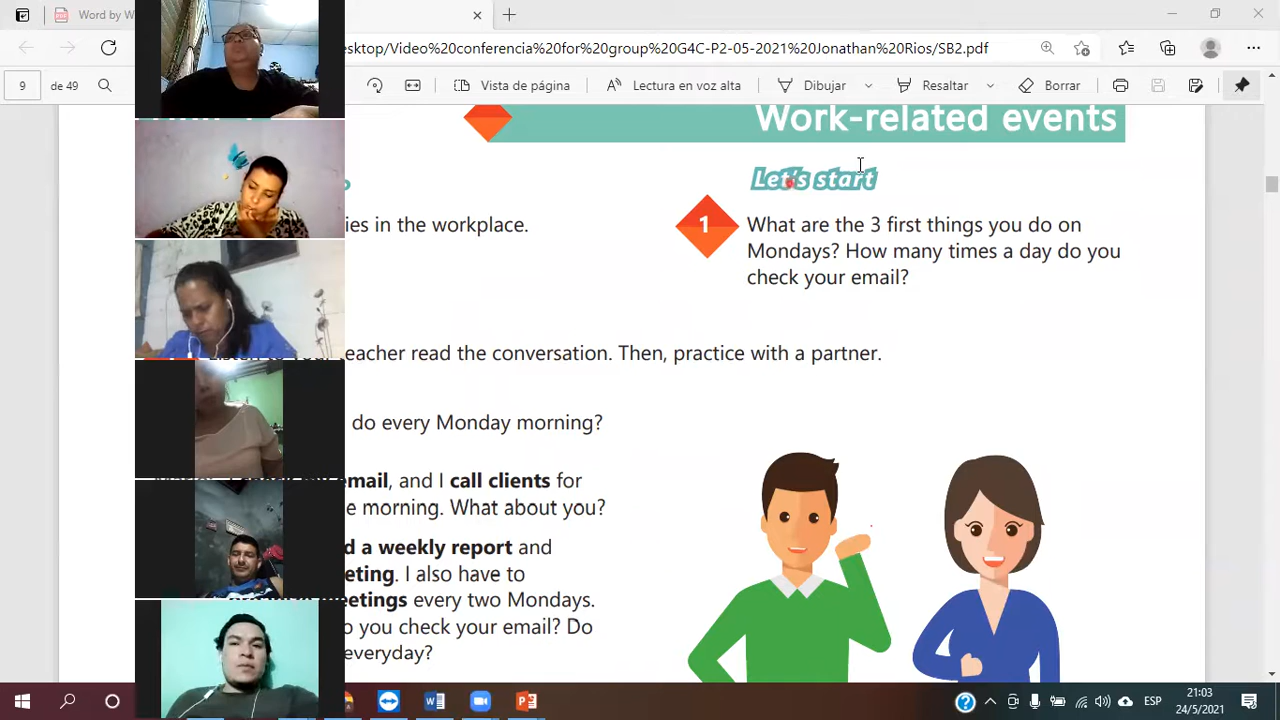 Word by W
esktop/Video%20conferencia%20for%20group%20G4C-P2-05-2021%20Jonathan%20Rios/SB2.pdf
9 de 49
Vista de página
Lectura en voz alta
Dibujar
Resaltar
Borrar
Work-related events
Let's start
ies in the workplace.
1
What are the 3 first things you do on
Mondays? How many times a day do you
check your email?
eacher read the conversation. Then, practice with a partner.
do every Monday morning?
email, and I call clients for
e morning. What about you?
d a weekly report and
eting. I also have to
meetings every two Mondays.
o you check your email? Do
everyday?
ESP
21:03
24/5/2021